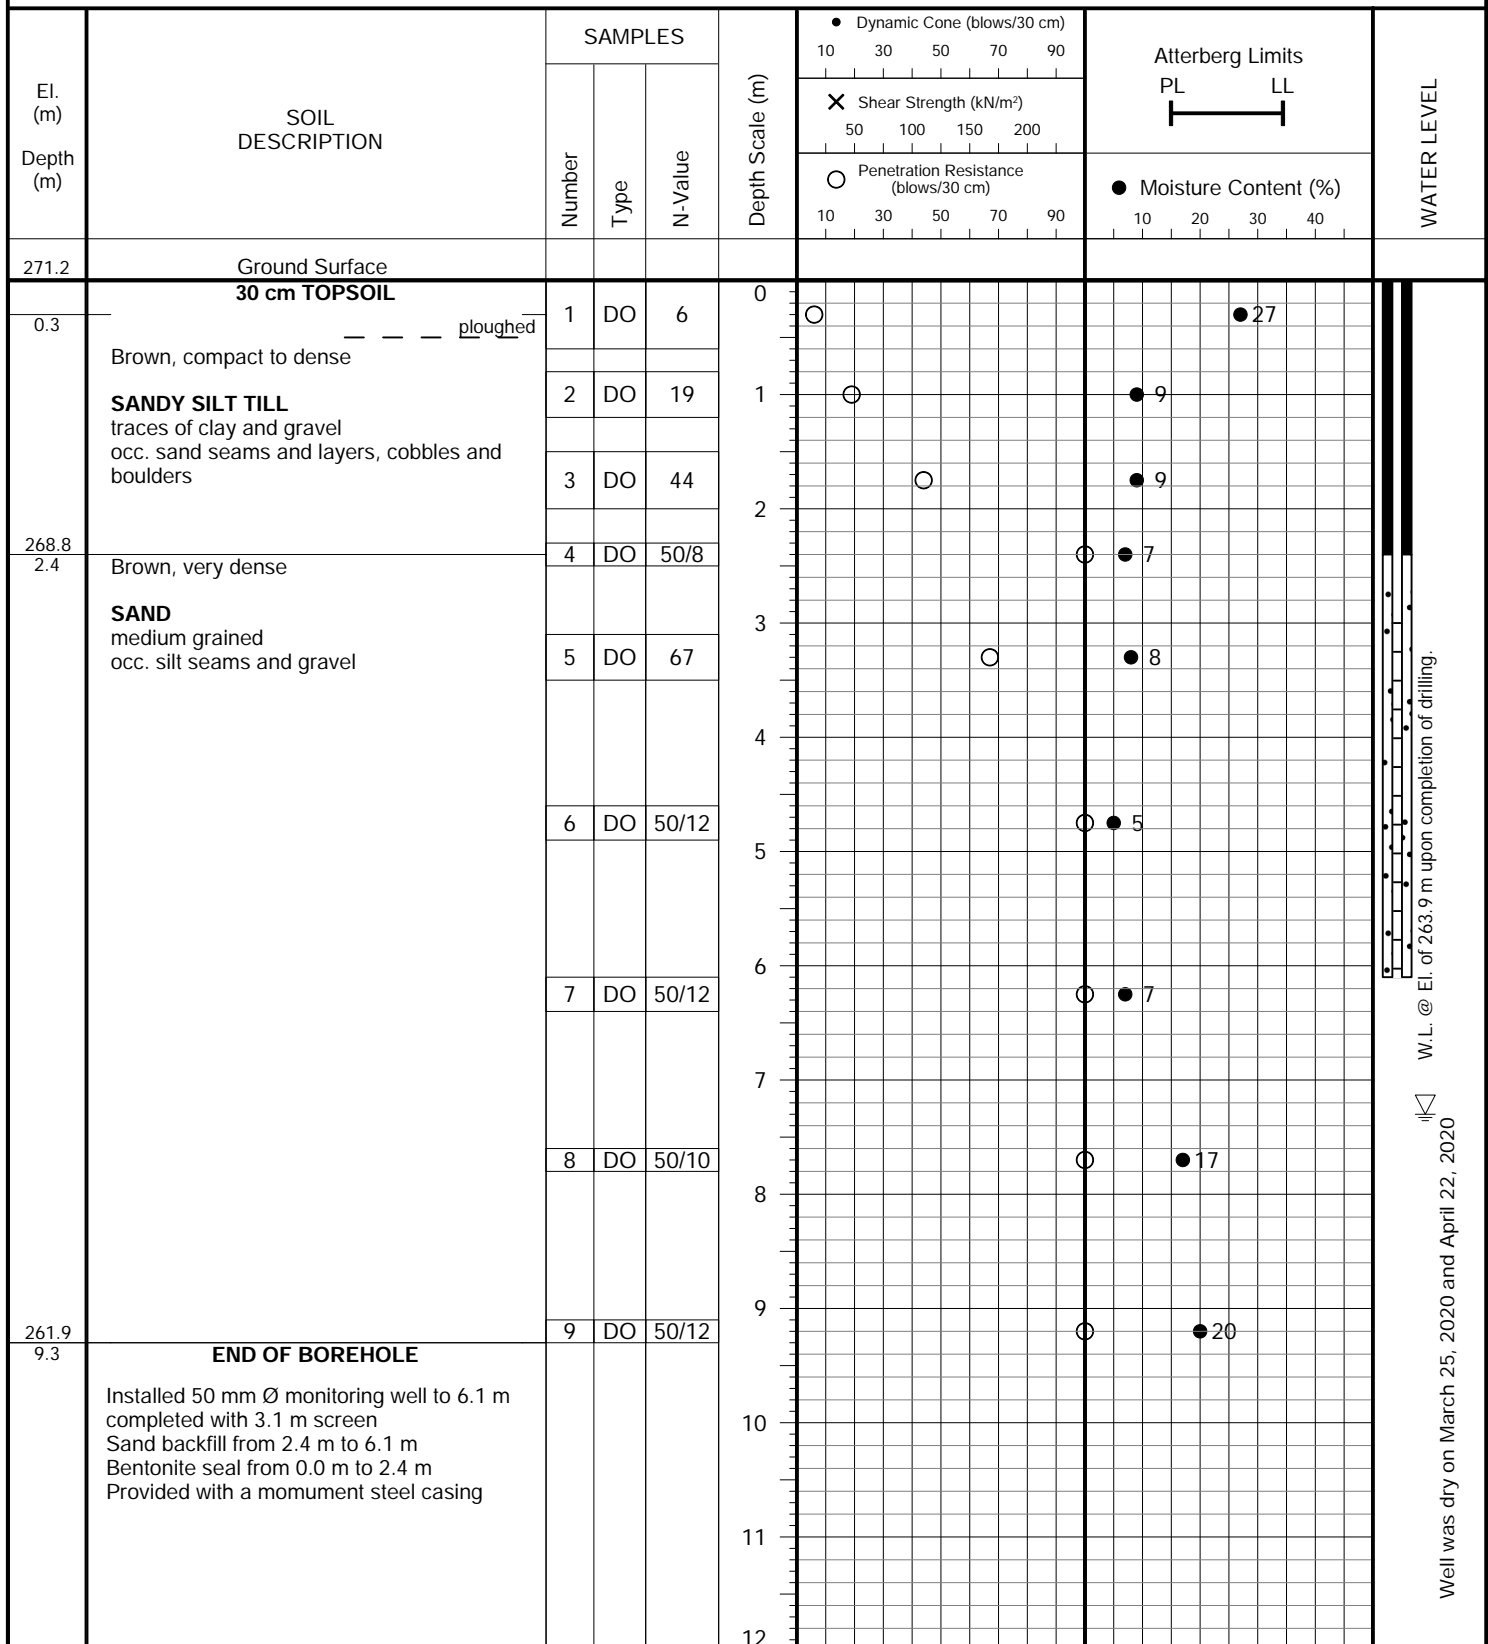 El.
(m)
Depth
(m)
SOIL
DESCRIPTION
SAMPLES
Number
Type
N-Value
Depth Scale (m)
Dynamic Cone (blows/30 cm)
10 30 50 70 90
Shear Strength (kN/m²)
50 100 150 200
Penetration Resistance
(blows/30 cm)
10 30 50 70 90
Atterberg Limits
PL LL
Moisture Content (%)
10 20 30 40
WATER LEVEL
271.2 Ground Surface
30 cm TOPSOIL
0
0.3
ploughed
1 DO 6
27
Brown, compact to dense
2 DO 19
1
9
SANDY SILT TILL
traces of clay and gravel
occ. sand seams and layers, cobbles and
boulders
3 DO 44
9
2
268.8
2.4
4 DO 50/8
7
Brown, very dense
SAND
medium grained
occ. silt seams and gravel
3
5 DO 67
8
4
6 DO 50/12
5
5
6
7 DO 50/12
7
7
8 DO 50/10
17
8
9
261.9
9.3
9 DO 50/12
20
END OF BOREHOLE
Installed 50 mm Ø monitoring well to 6.1 m
completed with 3.1 m screen
Sand backfill from 2.4 m to 6.1 m
Bentonite seal from 0.0 m to 2.4 m
Provided with a momument steel casing
10
11
12
W.L. @ El. of 263.9 m upon completion of drilling.
Well was dry on March 25, 2020 and April 22, 2020